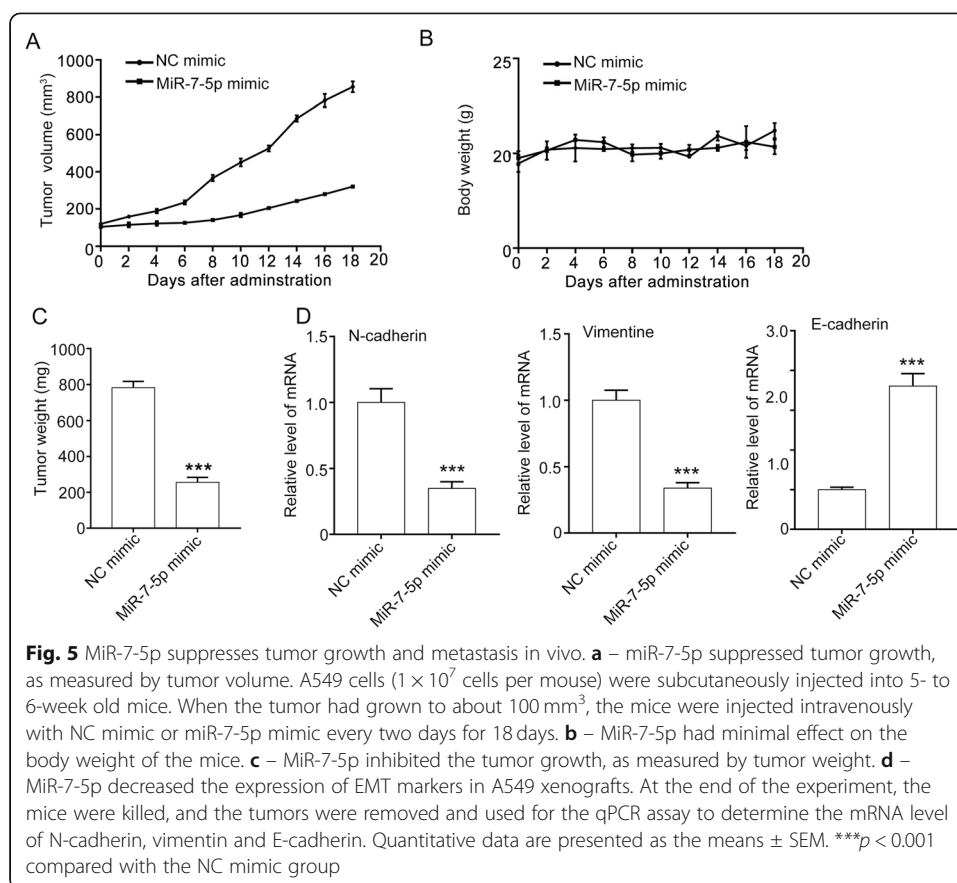 A
NC mimic
MiR-7-5p mimic
Tumor volume (mm³)
1000
800
600
400
200
0
0 2 4 6 8 10 12 14 16 18 20
Days after adminstration
B
NC mimic
MiR-7-5p mimic
Body weight (g)
25
20
15
0 2 4 6 8 10 12 14 16 18 20
Days after adminstration
C
Tumor weight (mg)
1000
800
600
400
200
0
***
NC mimic
MiR-7-5p mimic
D
N-cadherin
Relative level of mRNA
1.5
1.0
0.5
0
***
NC mimic
MiR-7-5p mimic
Vimentine
Relative level of mRNA
1.5
1.0
0.5
0
***
NC mimic
MiR-7-5p mimic
E-cadherin
Relative level of mRNA
3.0
2.0
1.0
0
***
NC mimic
MiR-7-5p mimic
Fig. 5 MiR-7-5p suppresses tumor growth and metastasis in vivo. a – miR-7-5p suppressed tumor growth,
as measured by tumor volume. A549 cells (1 × 10⁷ cells per mouse) were subcutaneously injected into 5- to
6-week old mice. When the tumor had grown to about 100 mm³, the mice were injected intravenously
with NC mimic or miR-7-5p mimic every two days for 18 days. b – MiR-7-5p had minimal effect on the
body weight of the mice. c – MiR-7-5p inhibited the tumor growth, as measured by tumor weight. d –
MiR-7-5p decreased the expression of EMT markers in A549 xenografts. At the end of the experiment, the
mice were killed, and the tumors were removed and used for the qPCR assay to determine the mRNA level
of N-cadherin, vimentin and E-cadherin. Quantitative data are presented as the means ± SEM. ***p < 0.001
compared with the NC mimic group